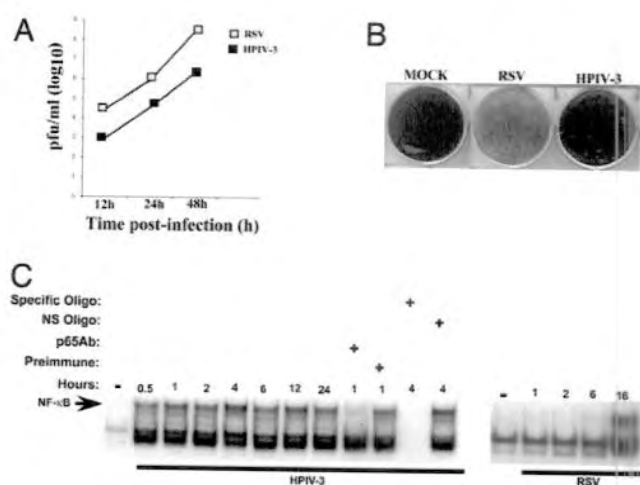 A
pfu/ml (log10)
RSV
HPIV-3
12h 24h 48h
Time post-infection (h)
B
MOCK RSV HPIV-3
C
Specific Oligo: +
NS Oligo: +
p65Ab: +
Preimmune: +
Hours: - 0.5 1 2 4 6 12 24 1 1 4 4 - 1 2 6 16
NF-κB
HPIV-3 RSV